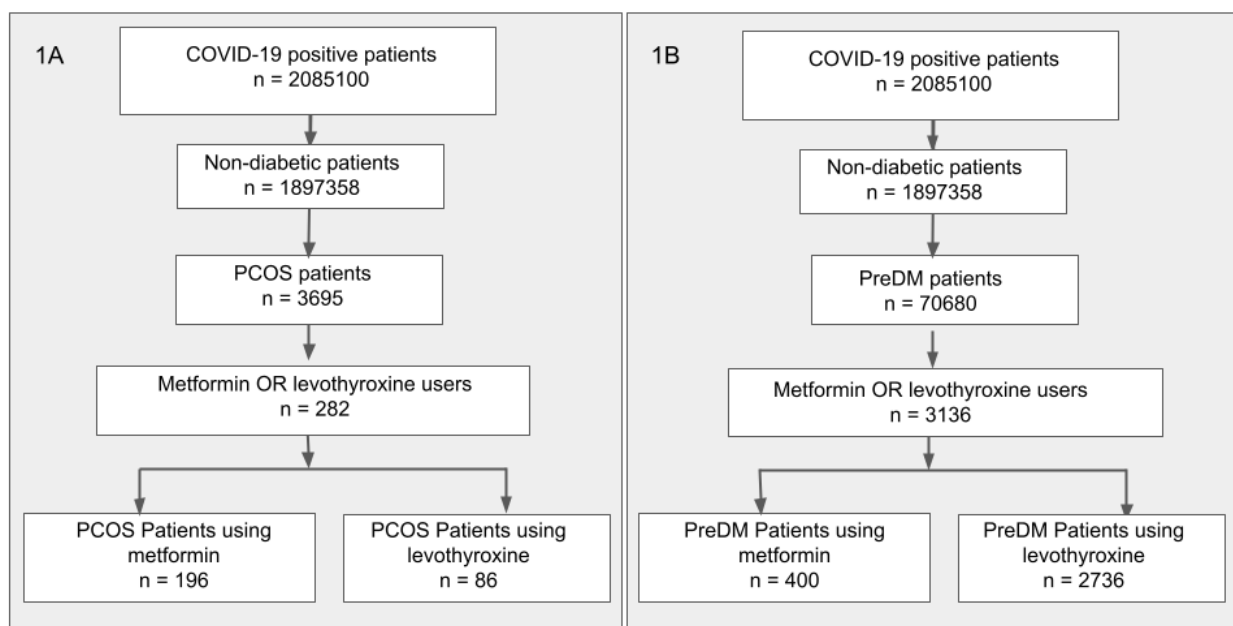 1A
COVID-19 positive patients
n = 2085100
Non-diabetic patients
n = 1897358
PCOS patients
n = 3695
Metformin OR levothyroxine users
n = 282
PCOS Patients using
metformin
n = 196
PCOS Patients using
levothyroxine
n = 86
1B
COVID-19 positive patients
n = 2085100
Non-diabetic patients
n = 1897358
PreDM patients
n = 70680
Metformin OR levothyroxine users
n = 3136
PreDM Patients using
metformin
n = 400
PreDM Patients using
levothyroxine
n = 2736